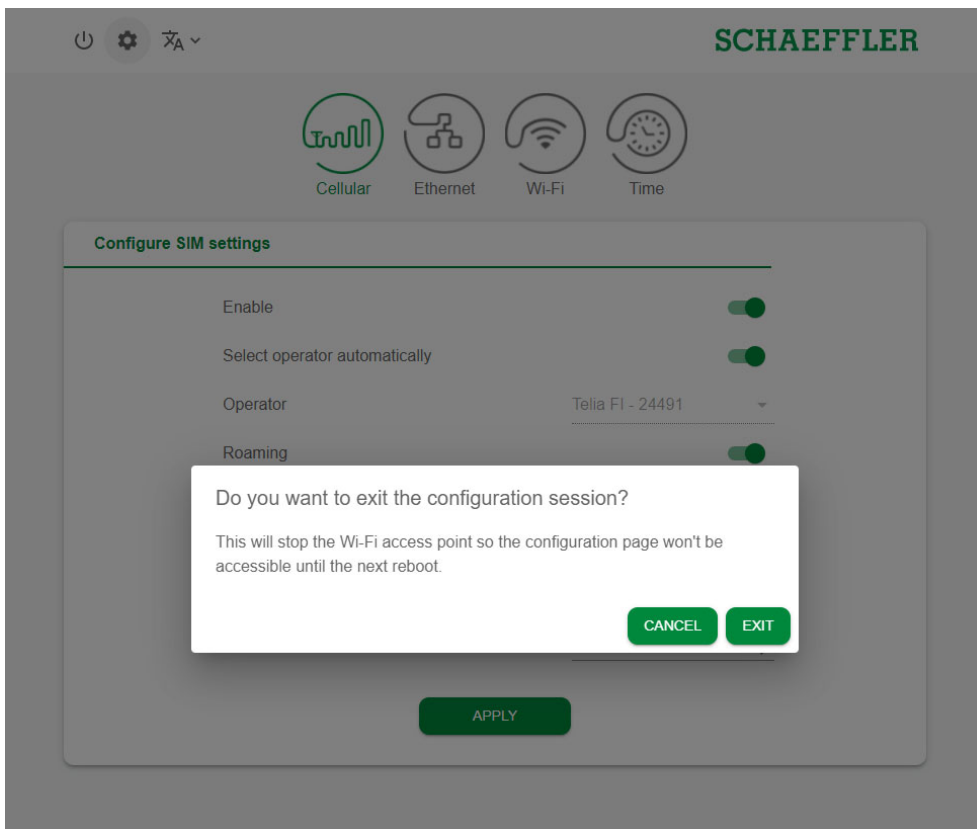 SCHAEFFLER
Cellular Ethernet Wi-Fi Time
Configure SIM settings
Enable
Select operator automatically
Operator Telia FI - 24491
Roaming
Do you want to exit the configuration session?
This will stop the Wi-Fi access point so the configuration page won't be
accessible until the next reboot.
CANCEL EXIT
APPLY